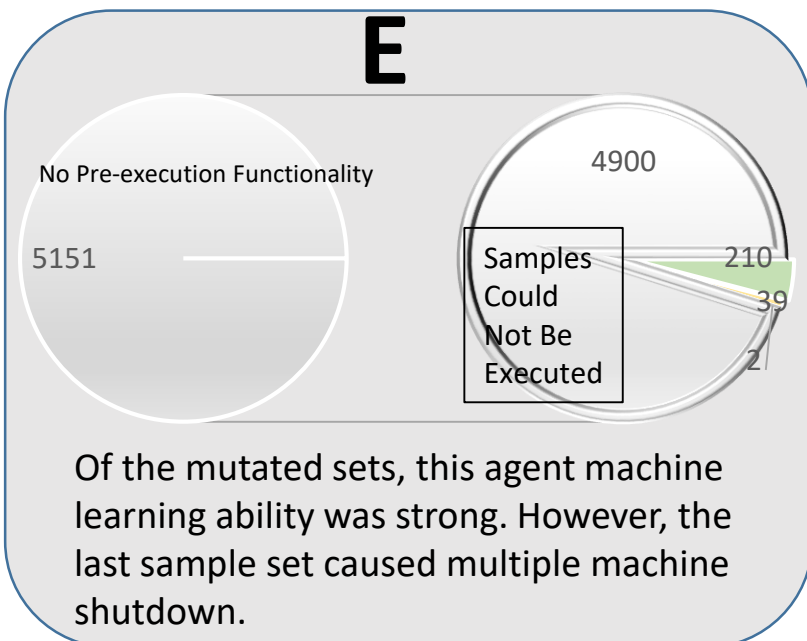 E
No Pre-execution Functionality
5151
4900
Samples
Could
Not Be
Executed
210
39
2
Of the mutated sets, this agent machine
learning ability was strong. However, the
last sample set caused multiple machine
shutdown.